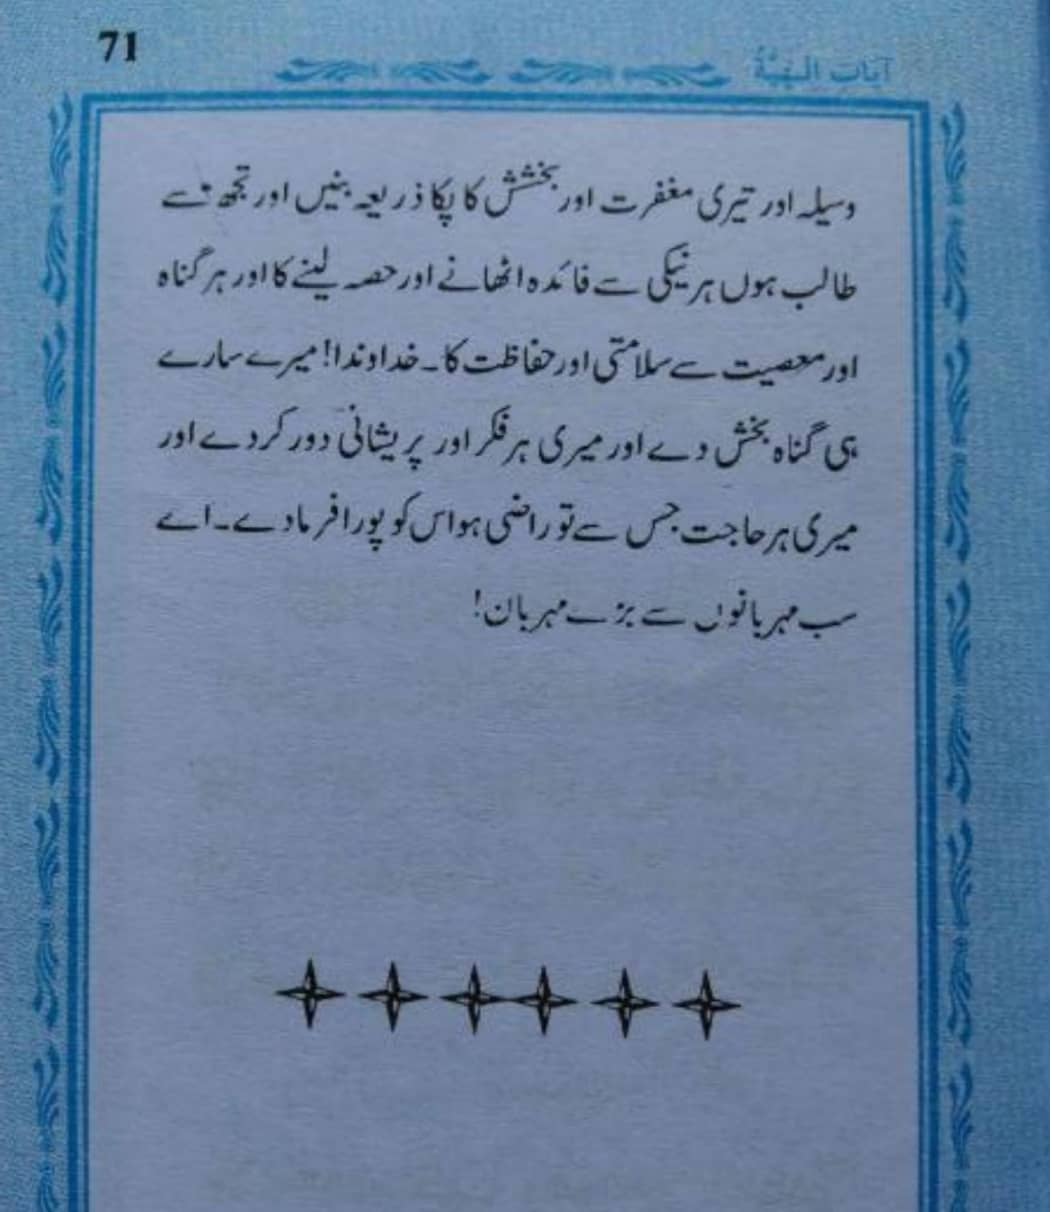 71
آیات الہیہ
وسیلہ اور تیری مغفرت اور بخشش کا پکا ذریعہ بنیں اور تجھ سے
طالب ہوں ہر نیکی سے فائدہ اٹھانے اور حصہ لینے کا اور ہر گناہ
اور معصیت سے سلامتی اور حفاظت کا۔ خداوندا! میرے سارے
ہی گناہ بخش دے اور میری ہر فکر اور پریشانی دور کر دے اور
میری ہر حاجت جس سے تو راضی ہو اس کو پورا فرما دے۔ اے
سب مہربانوں سے بڑے مہربان!